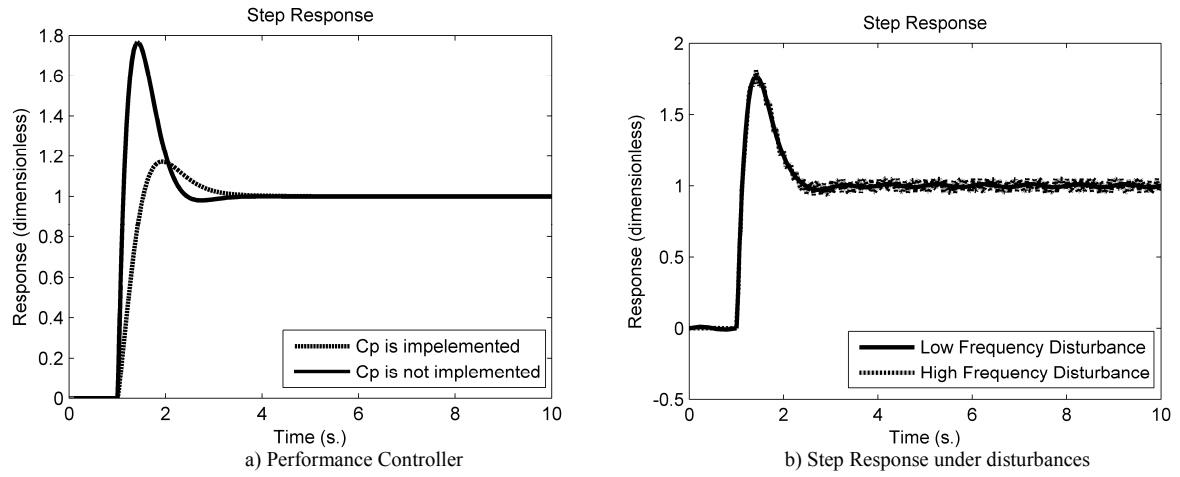 Step Response
1.8
1.6
1.4
1.2
1
0.8
0.6
0.4
0.2
0
Response (dimensionless)
Cp is impelemented
Cp is not implemented
0 2 4 6 8 10
Time (s.)
a) Performance Controller
Step Response
2
1.5
1
0.5
0
-0.5
Response (dimensionless)
Low Frequency Disturbance
High Frequency Disturbance
0 2 4 6 8 10
Time (s.)
b) Step Response under disturbances